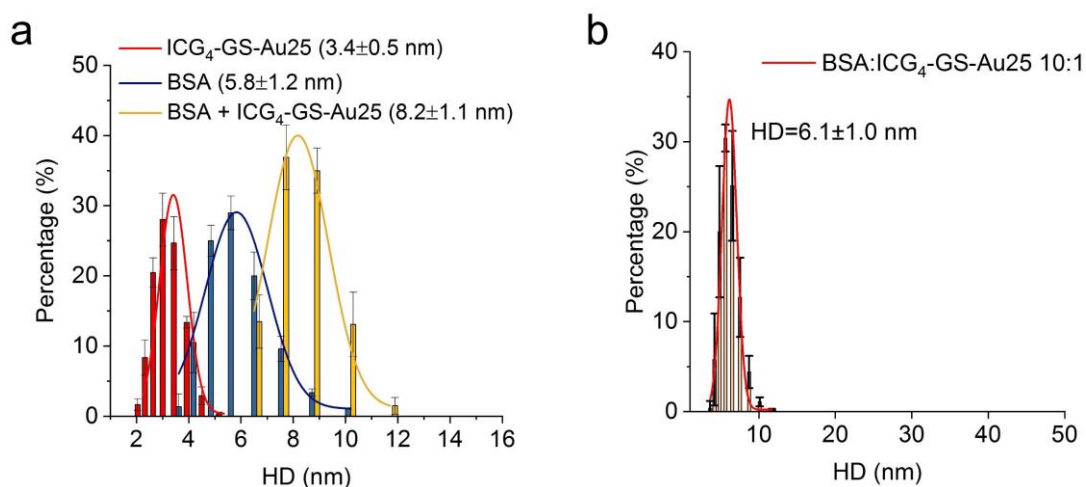 a
ICG₄-GS-Au25 (3.4±0.5 nm)
BSA (5.8±1.2 nm)
BSA + ICG₄-GS-Au25 (8.2±1.1 nm)
50
40
30
20
10
0
Percentage (%)
2 4 6 8 10 12 14 16
HD (nm)
b
BSA:ICG₄-GS-Au25 10:1
HD=6.1±1.0 nm
40
30
20
10
0
Percentage (%)
10 20 30 40 50
HD (nm)